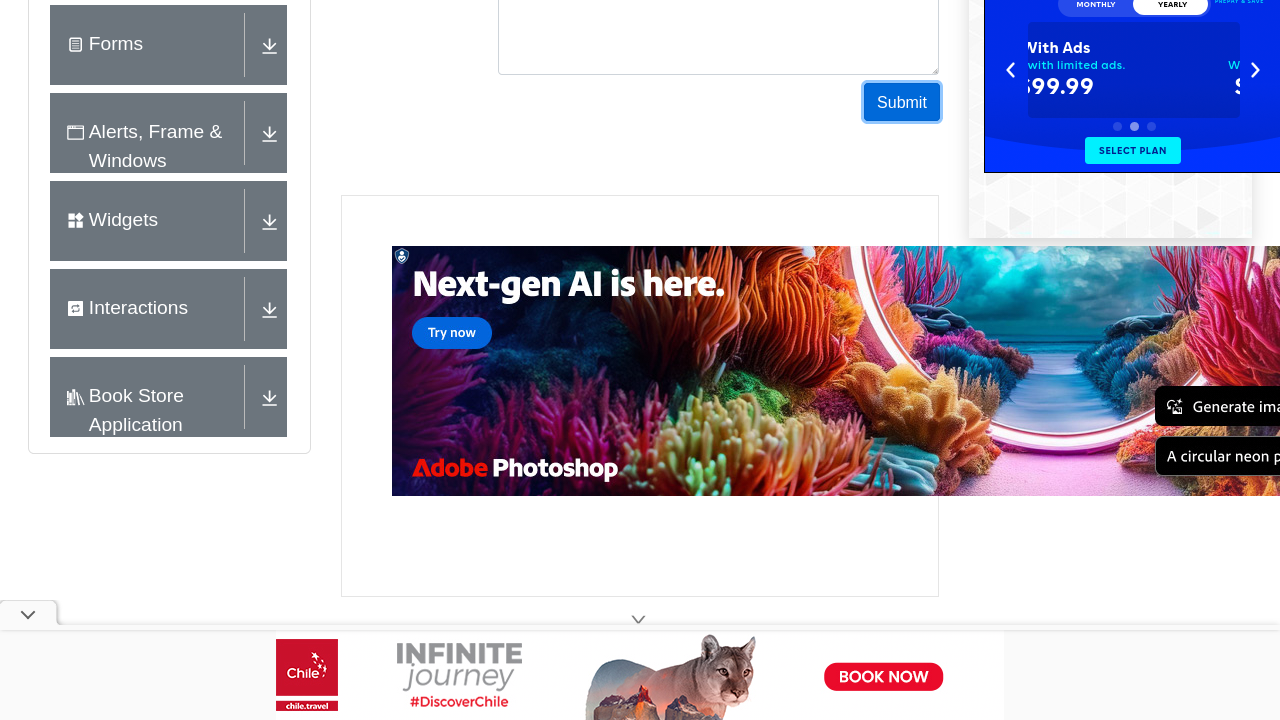 MONTHLY
YEARLY
PREPAY & SAVE
Forms
With Ads
with limited ads.
$99.99
Submit
Alerts, Frame &
Windows
SELECT PLAN
Widgets
Next-gen AI is here.
Try now
Interactions
Book Store
Application
Generate ima
A circular neon p
Adobe Photoshop
Chile
chile.travel
INFINITE
journey
#DiscoverChile
BOOK NOW